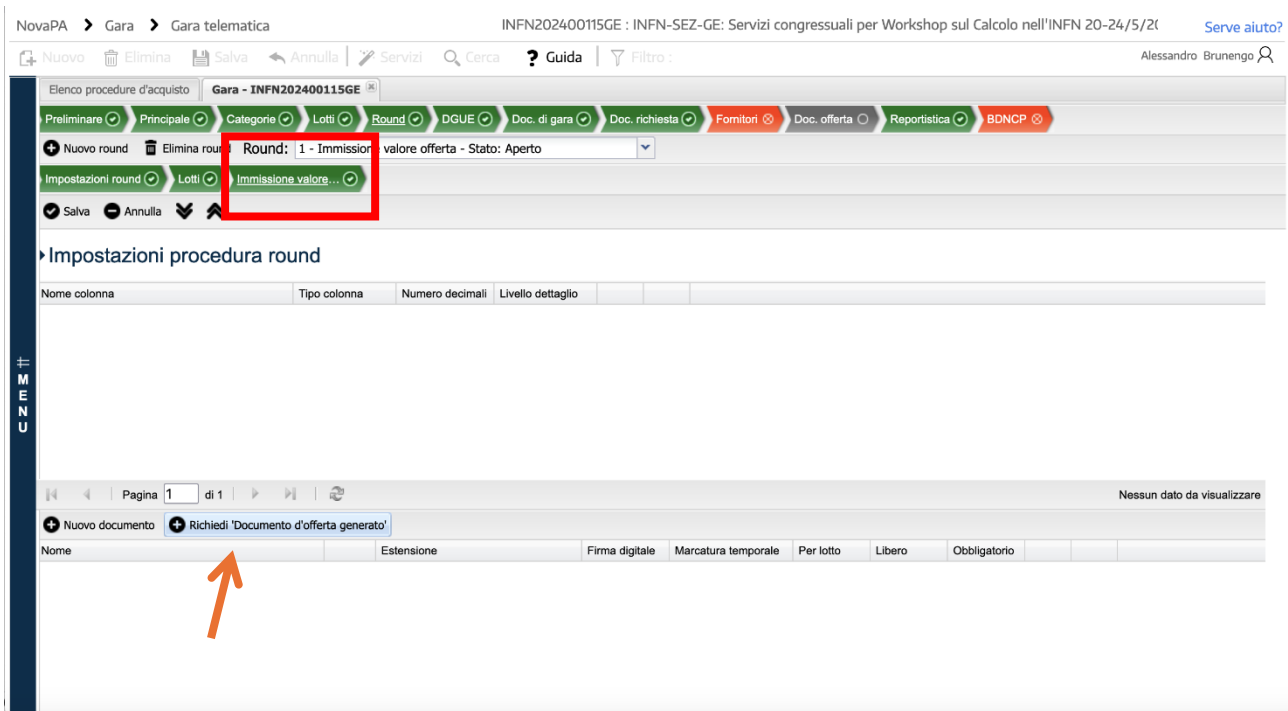 NovaPA > Gara > Gara telematica INFN202400115GE : INFN-SEZ-GE: Servizi congressuali per Workshop sul Calcolo nell'INFN 20-24/5/20 Serve aiuto?
Nuovo Elimina Salva Annulla Servizi Cerca ? Guida Filtro : Alessandro Brunengo
Elenco procedure d'acquisto Gara - INFN202400115GE
Preliminare Principale Categorie Lotti Round DGUE Doc. di gara Doc. richiesta Fornitori Doc. offerta Reportistica BDNCP
Nuovo round Elimina round Round: 1 - Immissione valore offerta - Stato: Aperto
Impostazioni round Lotti Immissione valore...
Salva Annulla
Impostazioni procedura round
Nome colonna Tipo colonna Numero decimali Livello dettaglio
MENU
Pagina 1 di 1 Nessun dato da visualizzare
Nuovo documento Richiedi 'Documento d'offerta generato'
Nome Estensione Firma digitale Marcatura temporale Per lotto Libero Obbligatorio